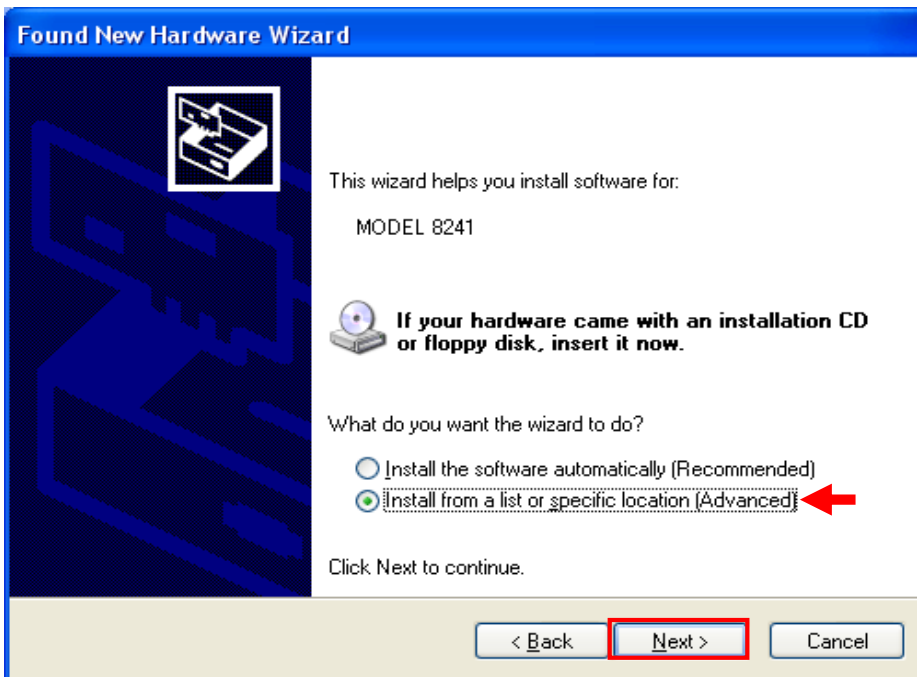 Found New Hardware Wizard
This wizard helps you install software for:
MODEL 8241
If your hardware came with an installation CD
or floppy disk, insert it now.
What do you want the wizard to do?
Install the software automatically (Recommended)
Install from a list or specific location (Advanced)
Click Next to continue.
< Back Next > Cancel